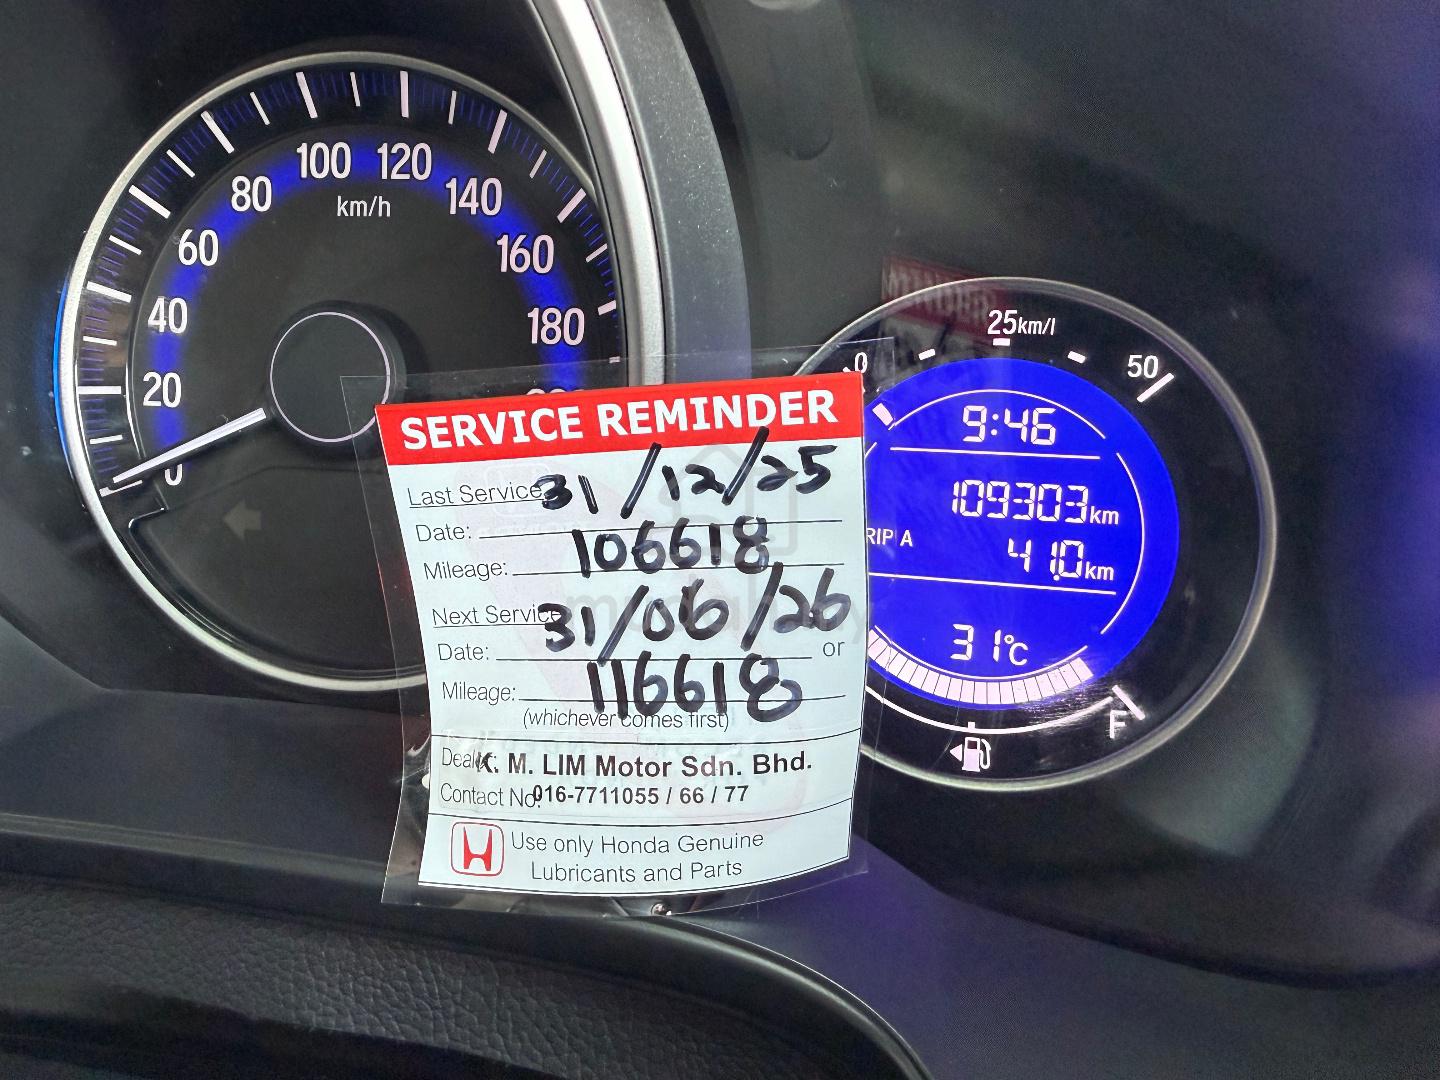 100 120
80 140
km/h
60 160
40 180
20
0
SERVICE REMINDER
Last Service 31/12/25
Date:
Mileage: 106618
Next Service 31/06/26
Date: or
Mileage: 116618
(whichever comes first)
K. M. LIM Motor Sdn. Bhd.
Contact No. 016-7711055 / 66 / 77
Use only Honda Genuine
Lubricants and Parts
0 25km/l 50
9:46
109303km
RIP A
41.0km
31°C
F